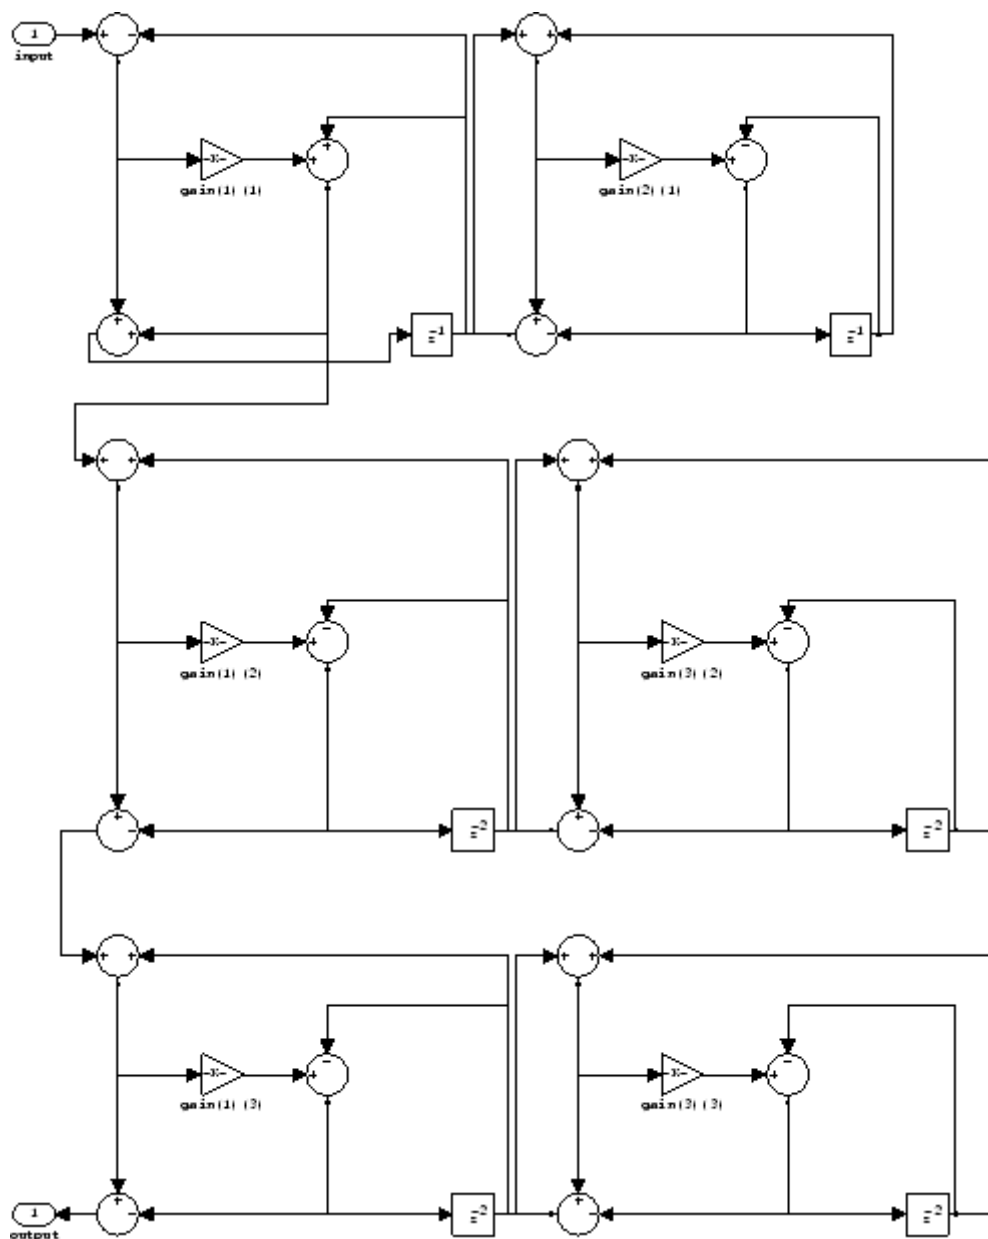 1
input
-K-
gain(1)(1)
-K-
gain(2)(1)
z-1
z-1
-K-
gain(1)(2)
-K-
gain(3)(2)
z-2
z-2
-K-
gain(1)(3)
-K-
gain(3)(3)
1
output
z-2
z-2